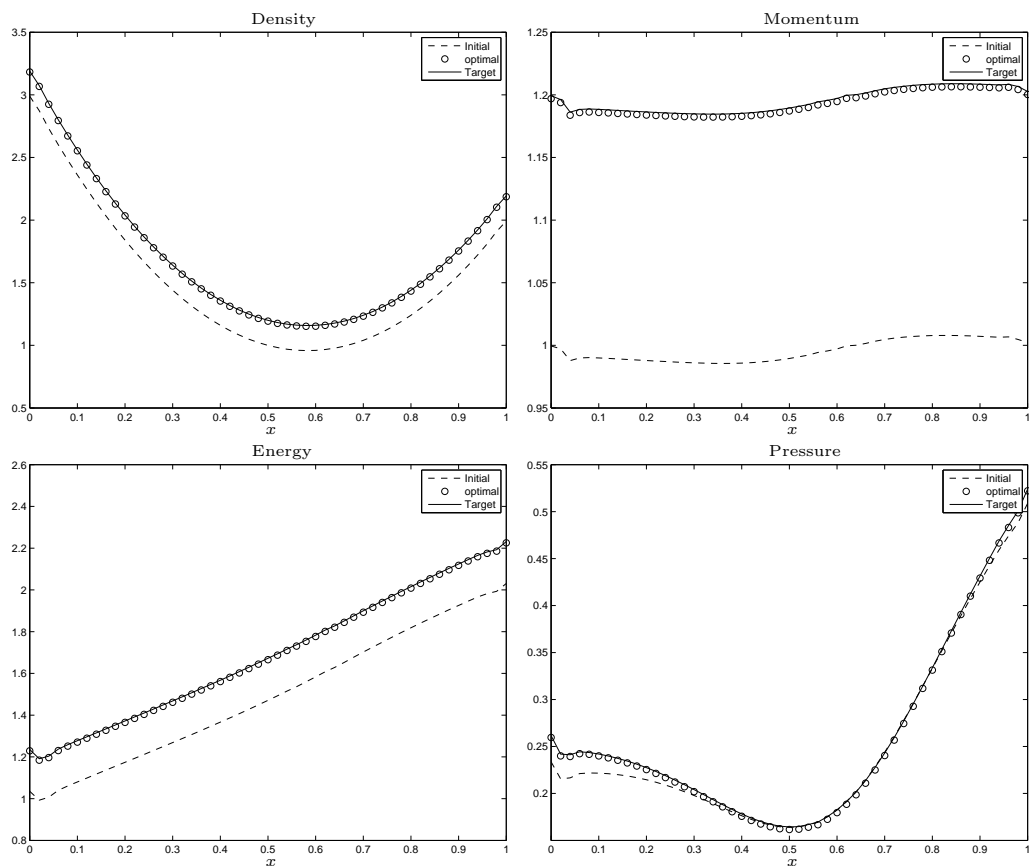 Density
3.5
3
2.5
2
1.5
1
0.5
0 0.1 0.2 0.3 0.4 0.5 0.6 0.7 0.8 0.9 1
x
Initial
optimal
Target
Momentum
1.25
1.2
1.15
1.1
1.05
1
0.95
0 0.1 0.2 0.3 0.4 0.5 0.6 0.7 0.8 0.9 1
x
Initial
optimal
Target
Energy
2.6
2.4
2.2
2
1.8
1.6
1.4
1.2
1
0.8
0 0.1 0.2 0.3 0.4 0.5 0.6 0.7 0.8 0.9 1
x
Initial
optimal
Target
Pressure
0.55
0.5
0.45
0.4
0.35
0.3
0.25
0.2
0 0.1 0.2 0.3 0.4 0.5 0.6 0.7 0.8 0.9 1
x
Initial
optimal
Target